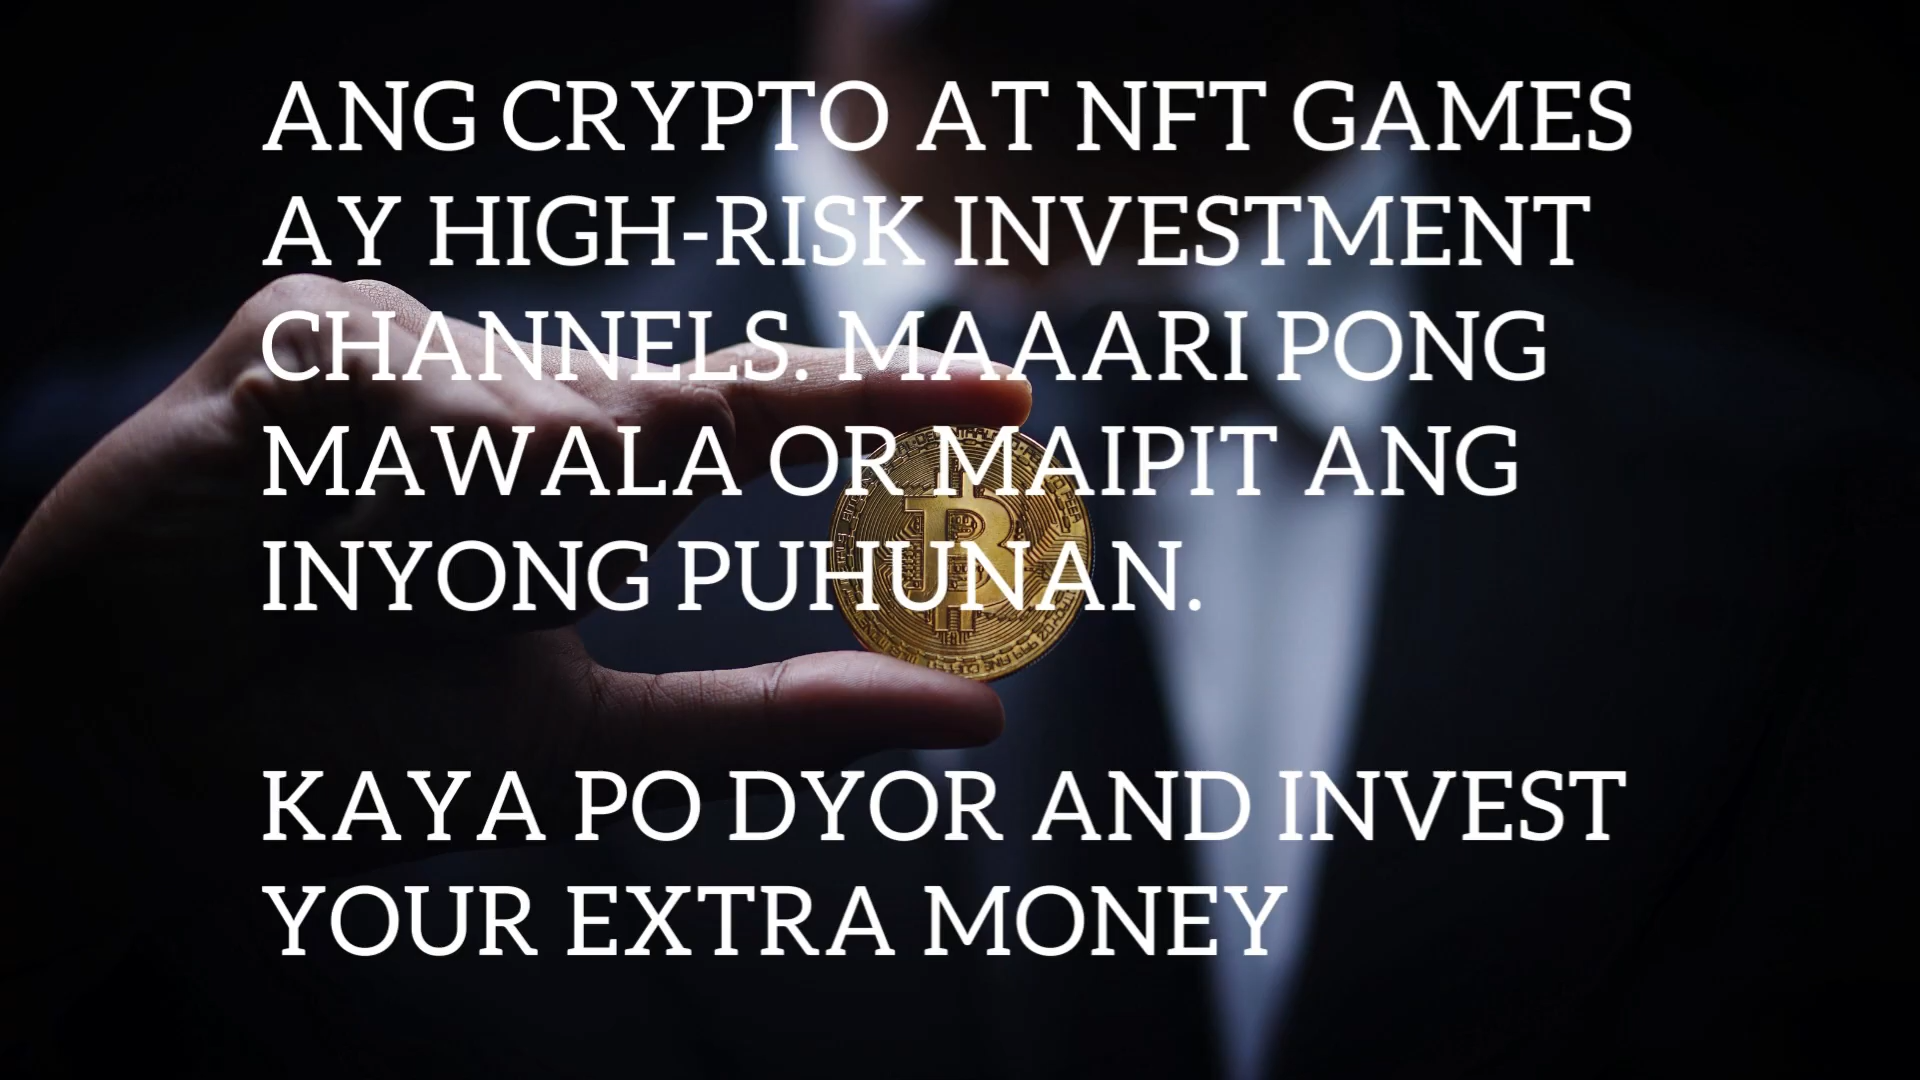 ANG CRYPTO AT NFT GAMES
AY HIGH-RISK INVESTMENT
CHANNELS. MAAARI PONG
MAWALA OR MAIPIT ANG
INYONG PUHUNAN.
KAYA PO DYOR AND INVEST
YOUR EXTRA MONEY